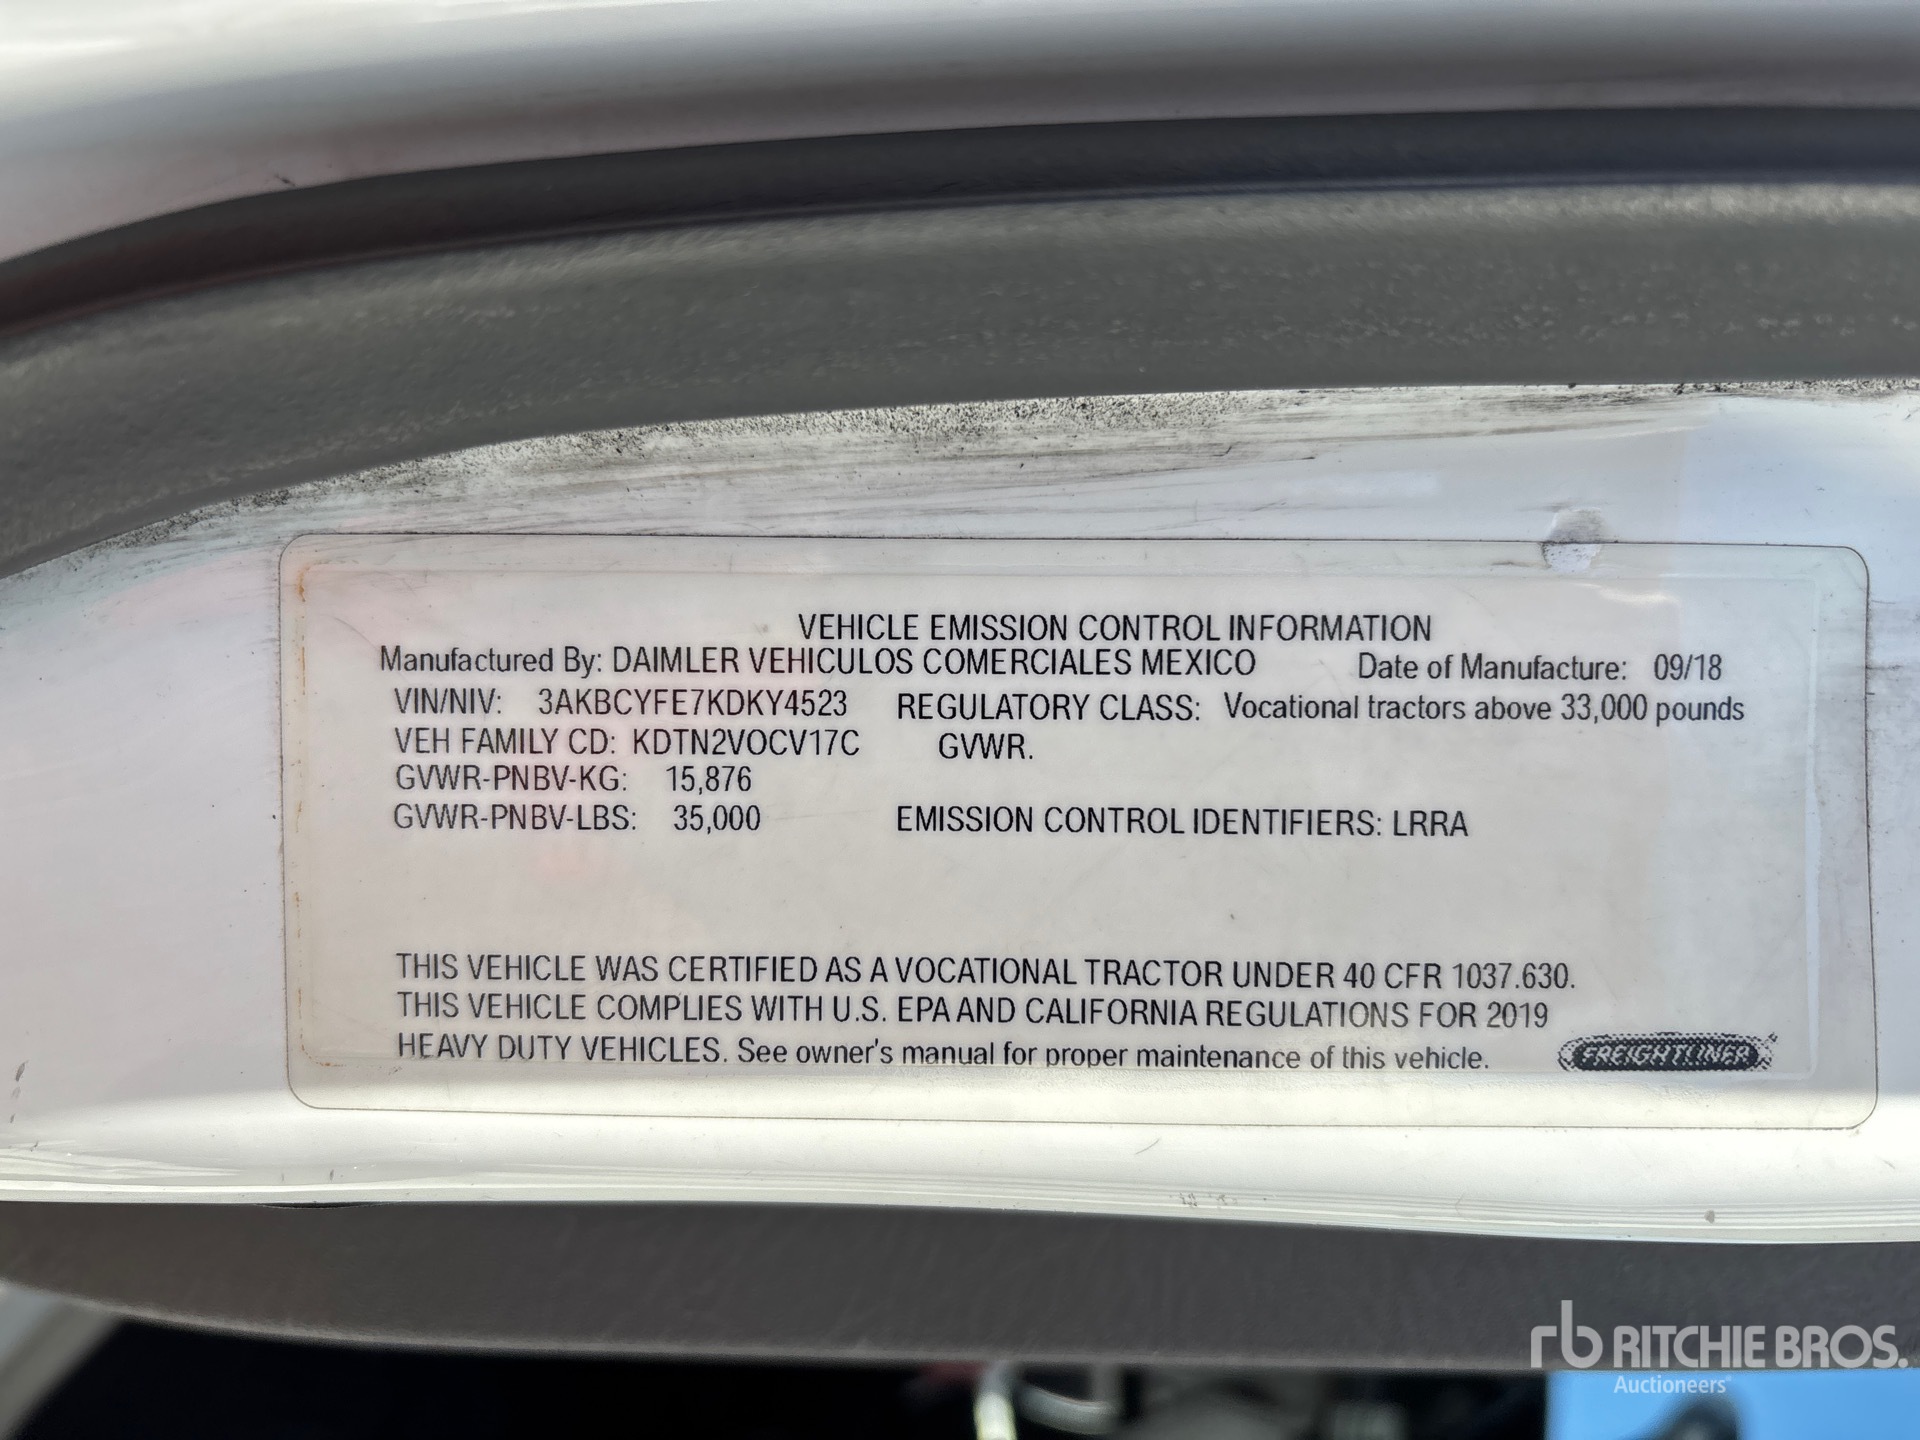 VEHICLE EMISSION CONTROL INFORMATION
Manufactured By: DAIMLER VEHICULOS COMERCIALES MEXICO Date of Manufacture: 09/18
VIN/NIV: 3AKBCYFE7KDKY4523 REGULATORY CLASS: Vocational tractors above 33,000 pounds
VEH FAMILY CD: KDTN2VOCV17C GVWR.
GVWR-PNBV-KG: 15,876
GVWR-PNBV-LBS: 35,000 EMISSION CONTROL IDENTIFIERS: LRRA
THIS VEHICLE WAS CERTIFIED AS A VOCATIONAL TRACTOR UNDER 40 CFR 1037.630.
THIS VEHICLE COMPLIES WITH U.S. EPA AND CALIFORNIA REGULATIONS FOR 2019
HEAVY DUTY VEHICLES. See owner's manual for proper maintenance of this vehicle. FREIGHTLINER
rb RITCHIE BROS.
Auctioneers